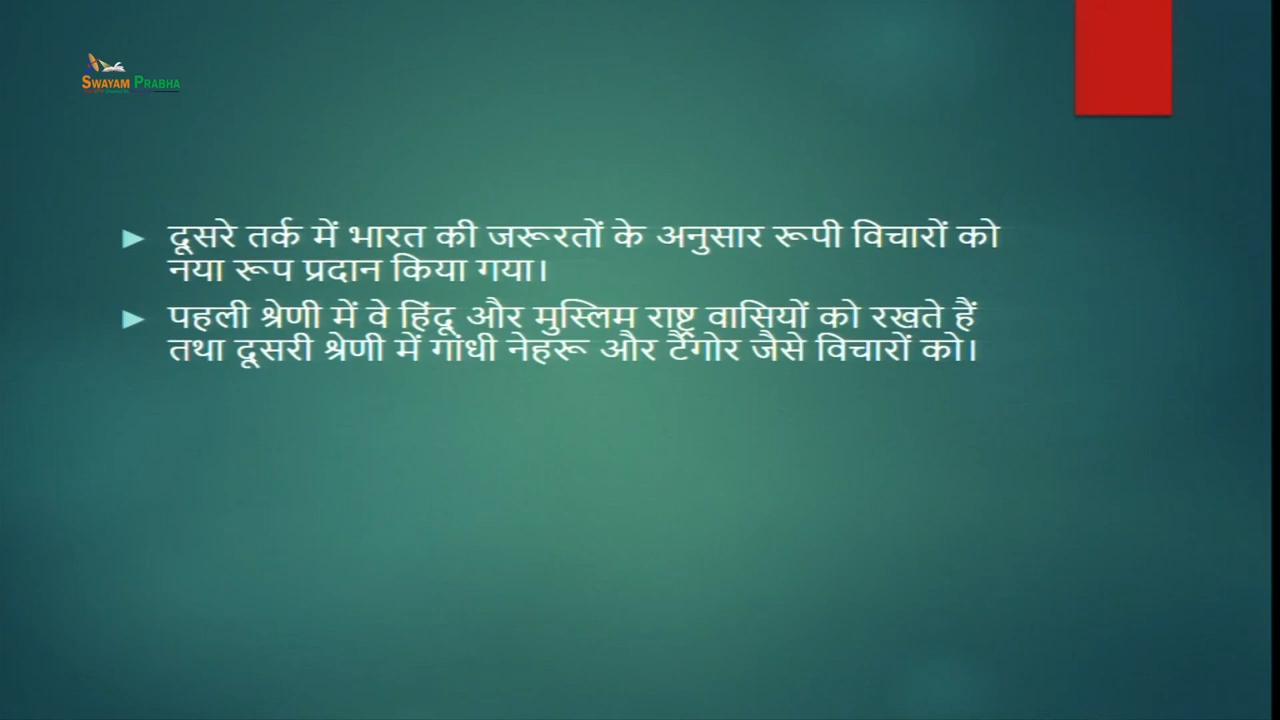 SWAYAM PRABHA
दूसरे तर्क में भारत की जरूरतों के अनुसार रूपी विचारों को
नया रूप प्रदान किया गया।
पहली श्रेणी में वे हिंदू और मुस्लिम राष्ट्र वासियों को रखते हैं
तथा दूसरी श्रेणी में गांधी नेहरू और टैगोर जैसे विचारों को।